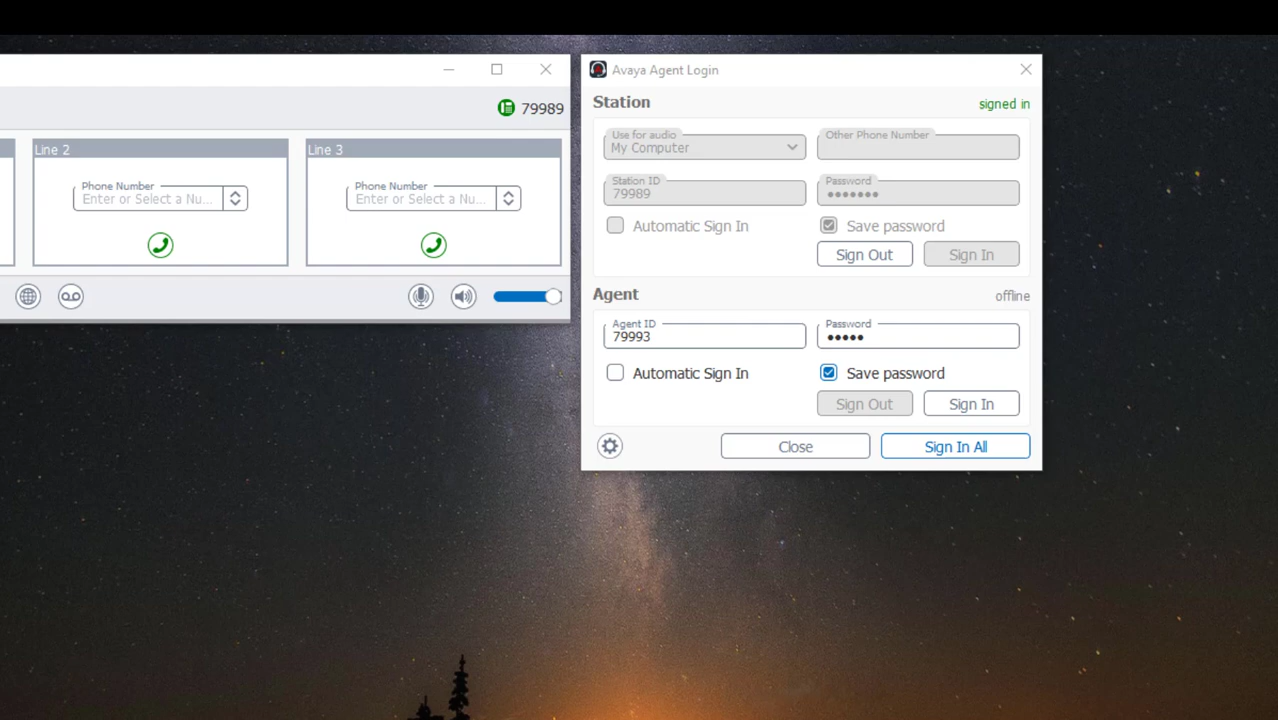 79989
Line 2
Phone Number
Enter or Select a Nu...
Line 3
Phone Number
Enter or Select a Nu...
Avaya Agent Login
Station
signed in
Use for audio
My Computer
Other Phone Number
Station ID
79989
Password
•••••••
Automatic Sign In
Save password
Sign Out
Sign In
Agent
offline
Agent ID
79993
Password
•••••
Automatic Sign In
Save password
Sign Out
Sign In
Close
Sign In All